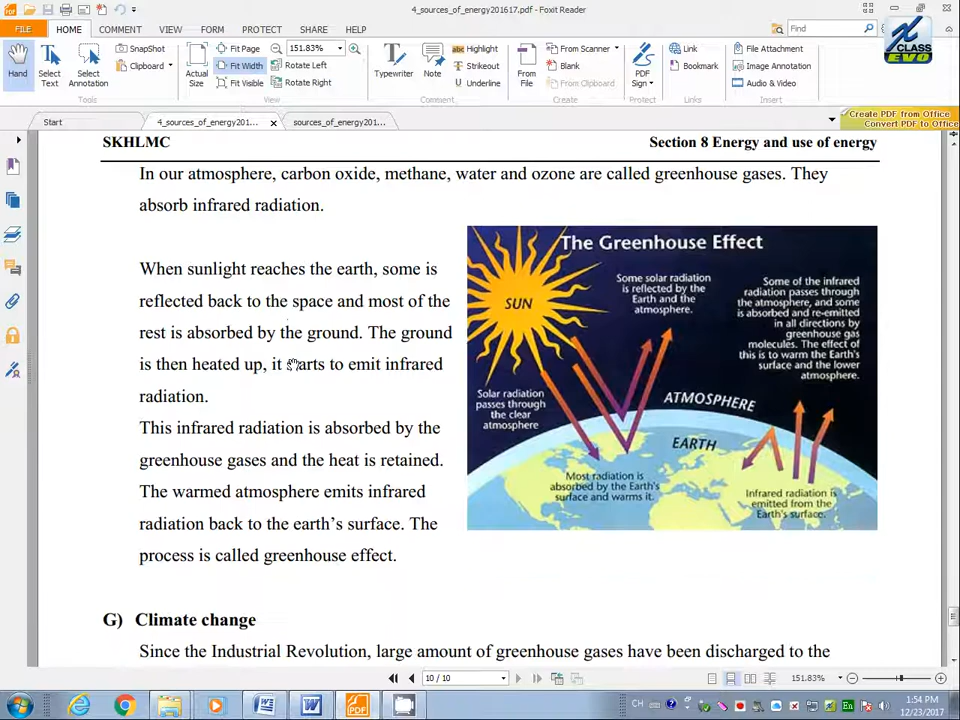 4_sources_of_energy201617.pdf - Foxit Reader
FILE HOME COMMENT VIEW FORM PROTECT SHARE HELP
Find
CLASS
EVO
Hand
Select
Text
Select
Annotation
SnapShot
Clipboard
Tools
Actual
Size
Fit Page
Fit Width
Fit Visible
151.83%
Rotate Left
Rotate Right
View
Typewriter
Note
Highlight
Strikeout
Underline
Comment
From
File
From Scanner
Blank
From Clipboard
Create
PDF
Sign
Protect
Link
Bookmark
Links
File Attachment
Image Annotation
Audio & Video
Insert
Start
4_sources_of_energy201...
sources_of_energy_201...
Create PDF from Office
Convert PDF to Office
SKHLMC Section 8 Energy and use of energy
In our atmosphere, carbon oxide, methane, water and ozone are called greenhouse gases. They
absorb infrared radiation.
When sunlight reaches the earth, some is
reflected back to the space and most of the
rest is absorbed by the ground. The ground
is then heated up, it starts to emit infrared
radiation.
This infrared radiation is absorbed by the
greenhouse gases and the heat is retained.
The warmed atmosphere emits infrared
radiation back to the earth's surface. The
process is called greenhouse effect.
The Greenhouse Effect
SUN
Some solar radiation
is reflected by the
Earth and the
atmosphere.
Some of the infrared
radiation passes through
the atmosphere, and some
is absorbed and re-emitted
in all directions by
greenhouse gas
molecules. The effect of
this is to warm the Earth's
surface and the lower
atmosphere.
Solar radiation
passes through
the clear
atmosphere
ATMOSPHERE
EARTH
Most radiation is
absorbed by the Earth's
surface and warms it.
Infrared radiation is
emitted from the
Earth's surface.
G) Climate change
Since the Industrial Revolution, large amount of greenhouse gases have been discharged to the
10 / 10
151.83%
CH
En
1:54 PM
12/23/2017